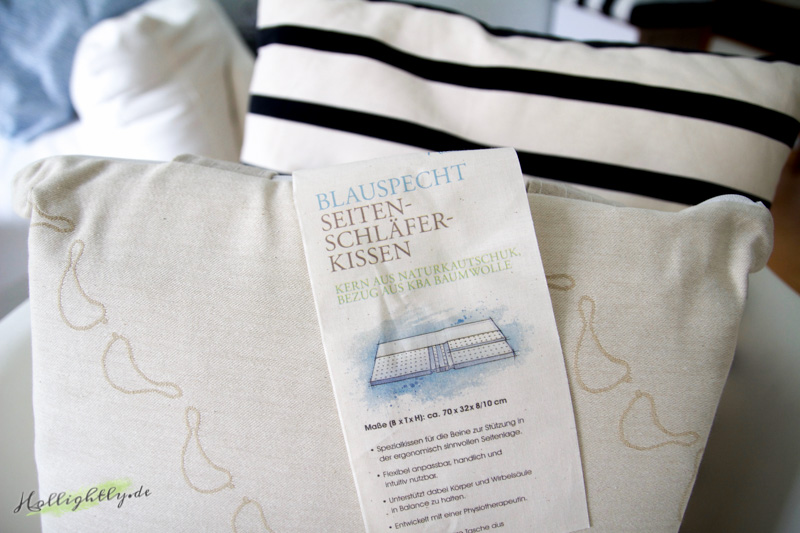 BLAUSPECHT
SEITEN-
SCHLÄFER-
KISSEN
KERN AUS NATURKAUTSCHUK,
BEZUG AUS KBA BAUMWOLLE
Maße (B x T x H): ca. 70 x 32 x 8/10 cm
• Spezialkissen für die Beine zur Stützung in
der ergonomisch sinnvollen Seitenlage.
• Flexibel anpassbar, handlich und
intuitiv nutzbar.
• Unterstützt dabei Körper und Wirbelsäule
in Balance zu halten.
• Entwickelt mit einer Physiotherapeutin.
Tasche aus
Hollightly.de